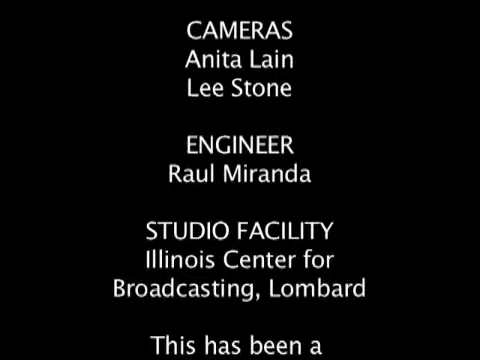 CAMERAS
Anita Lain
Lee Stone
ENGINEER
Raul Miranda
STUDIO FACILITY
Illinois Center for
Broadcasting, Lombard
This has been a